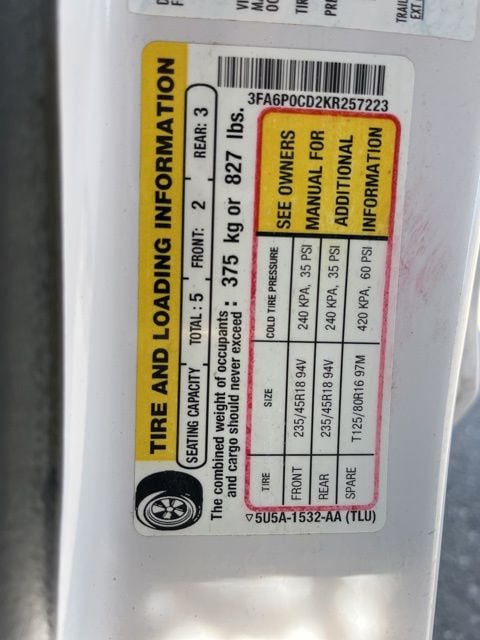 TIRE AND LOADING INFORMATION
SEATING CAPACITY TOTAL : 5 FRONT: 2 REAR: 3
The combined weight of occupants : 375 kg or 827 lbs.
and cargo should never exceed
3FA6P0CD2KR257223
TIRE SIZE COLD TIRE PRESSURE
FRONT 235/45R18 94V 240 KPA, 35 PSI
REAR 235/45R18 94V 240 KPA, 35 PSI
SPARE T125/80R16 97M 420 KPA, 60 PSI
SEE OWNERS
MANUAL FOR
ADDITIONAL
INFORMATION
▽5U5A-1532-AA (TLU)
TRAIL
EXT